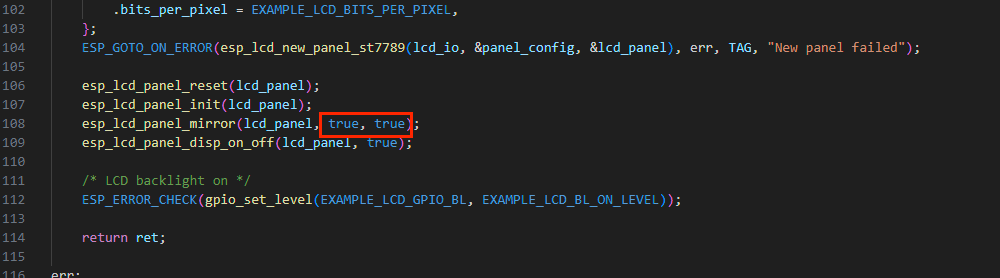 102 .bits_per_pixel = EXAMPLE_LCD_BITS_PER_PIXEL,
103 };
104 ESP_GOTO_ON_ERROR(esp_lcd_new_panel_st7789(lcd_io, &panel_config, &lcd_panel), err, TAG, "New panel failed");
105
106 esp_lcd_panel_reset(lcd_panel);
107 esp_lcd_panel_init(lcd_panel);
108 esp_lcd_panel_mirror(lcd_panel, true, true);
109 esp_lcd_panel_disp_on_off(lcd_panel, true);
110
111 /* LCD backlight on */
112 ESP_ERROR_CHECK(gpio_set_level(EXAMPLE_LCD_GPIO_BL, EXAMPLE_LCD_BL_ON_LEVEL));
113
114 return ret;
115
116 err: